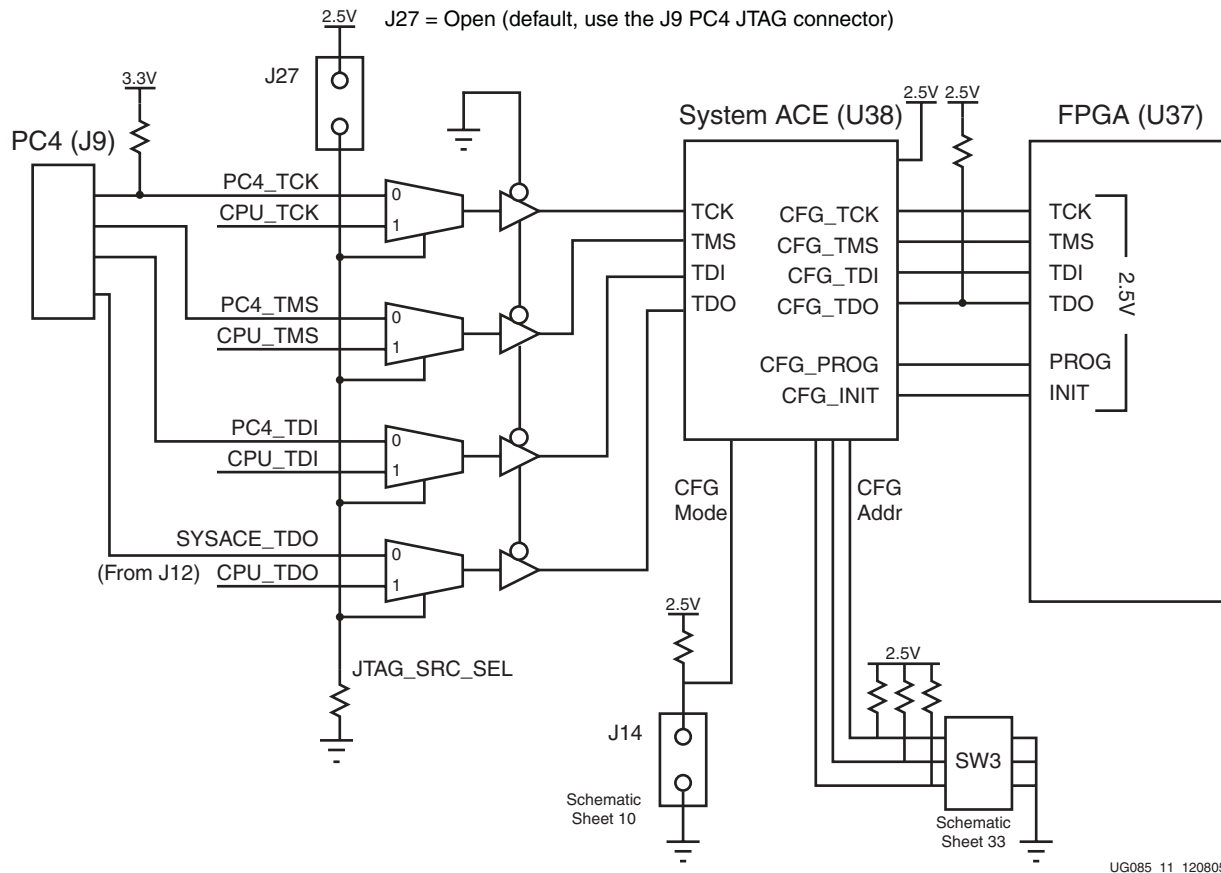 2.5V
J27 = Open (default, use the J9 PC4 JTAG connector)
3.3V
J27
PC4 (J9)
2.5V
2.5V
System ACE (U38)
FPGA (U37)
PC4_TCK
CPU_TCK
0
1
TCK
TMS
TDI
TDO
CFG_TCK
CFG_TMS
CFG_TDI
CFG_TDO
CFG_PROG
CFG_INIT
TCK
TMS
TDI
TDO
PROG
INIT
2.5V
PC4_TMS
CPU_TMS
0
1
PC4_TDI
CPU_TDI
0
1
CFG
Mode
CFG
Addr
SYSACE_TDO
(From J12)
CPU_TDO
0
1
JTAG_SRC_SEL
2.5V
2.5V
J14
SW3
Schematic
Sheet 10
Schematic
Sheet 33
UG085_11_120805